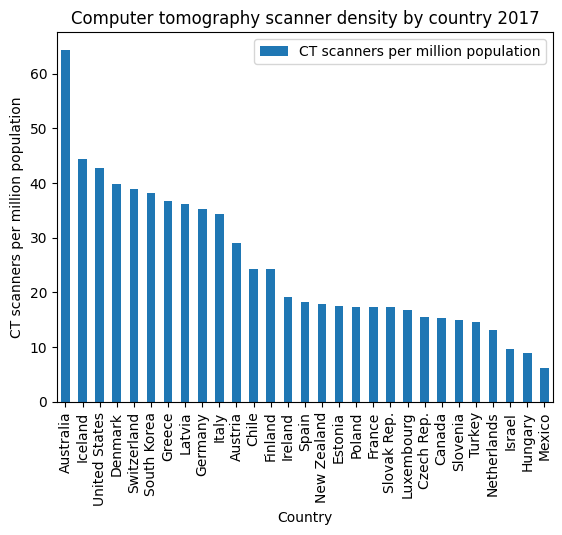 Computer tomography scanner density by country 2017
CT scanners per million population
CT scanners per million population
60
50
40
30
20
10
0
Australia
Iceland
United States
Denmark
Switzerland
South Korea
Greece
Latvia
Germany
Italy
Austria
Chile
Finland
Ireland
Spain
New Zealand
Estonia
Poland
France
Slovak Rep.
Luxembourg
Czech Rep.
Canada
Slovenia
Turkey
Netherlands
Israel
Hungary
Mexico
Country